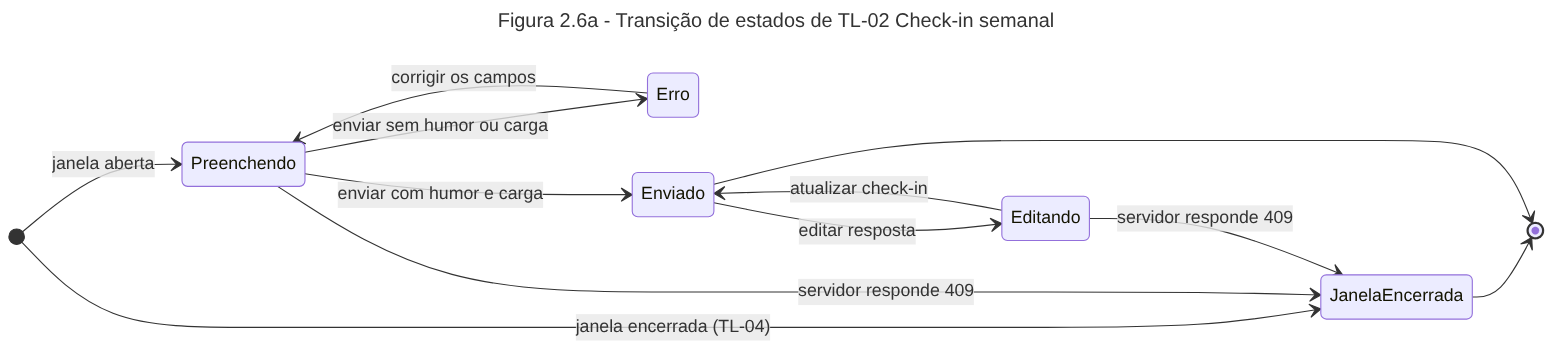 Figura 2.6a - Transição de estados de TL-02 Check-in semanal
corrigir os campos
Erro
enviar sem humor ou carga
janela aberta
Preenchendo
enviar com humor e carga
Enviado
atualizar check-in
editar resposta
Editando
servidor responde 409
servidor responde 409
JanelaEncerrada
janela encerrada (TL-04)